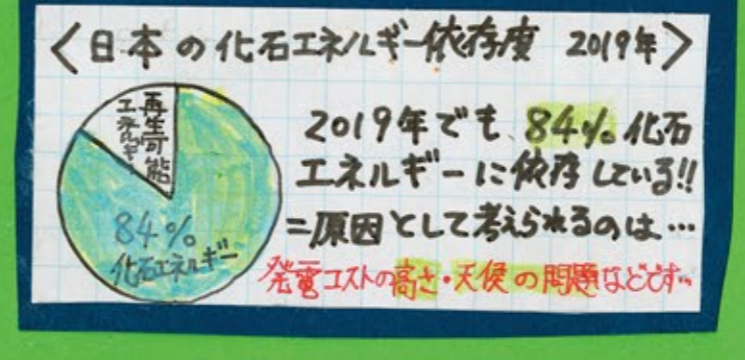 〈日本の化石エネルギー依存度 2019年〉
再生可能
エネルギー
84%
化石エネルギー
2019年でも 84%化石
エネルギーに依存している!!
=原因として考えられるのは…
発電コストの高さ・天候の問題などです…